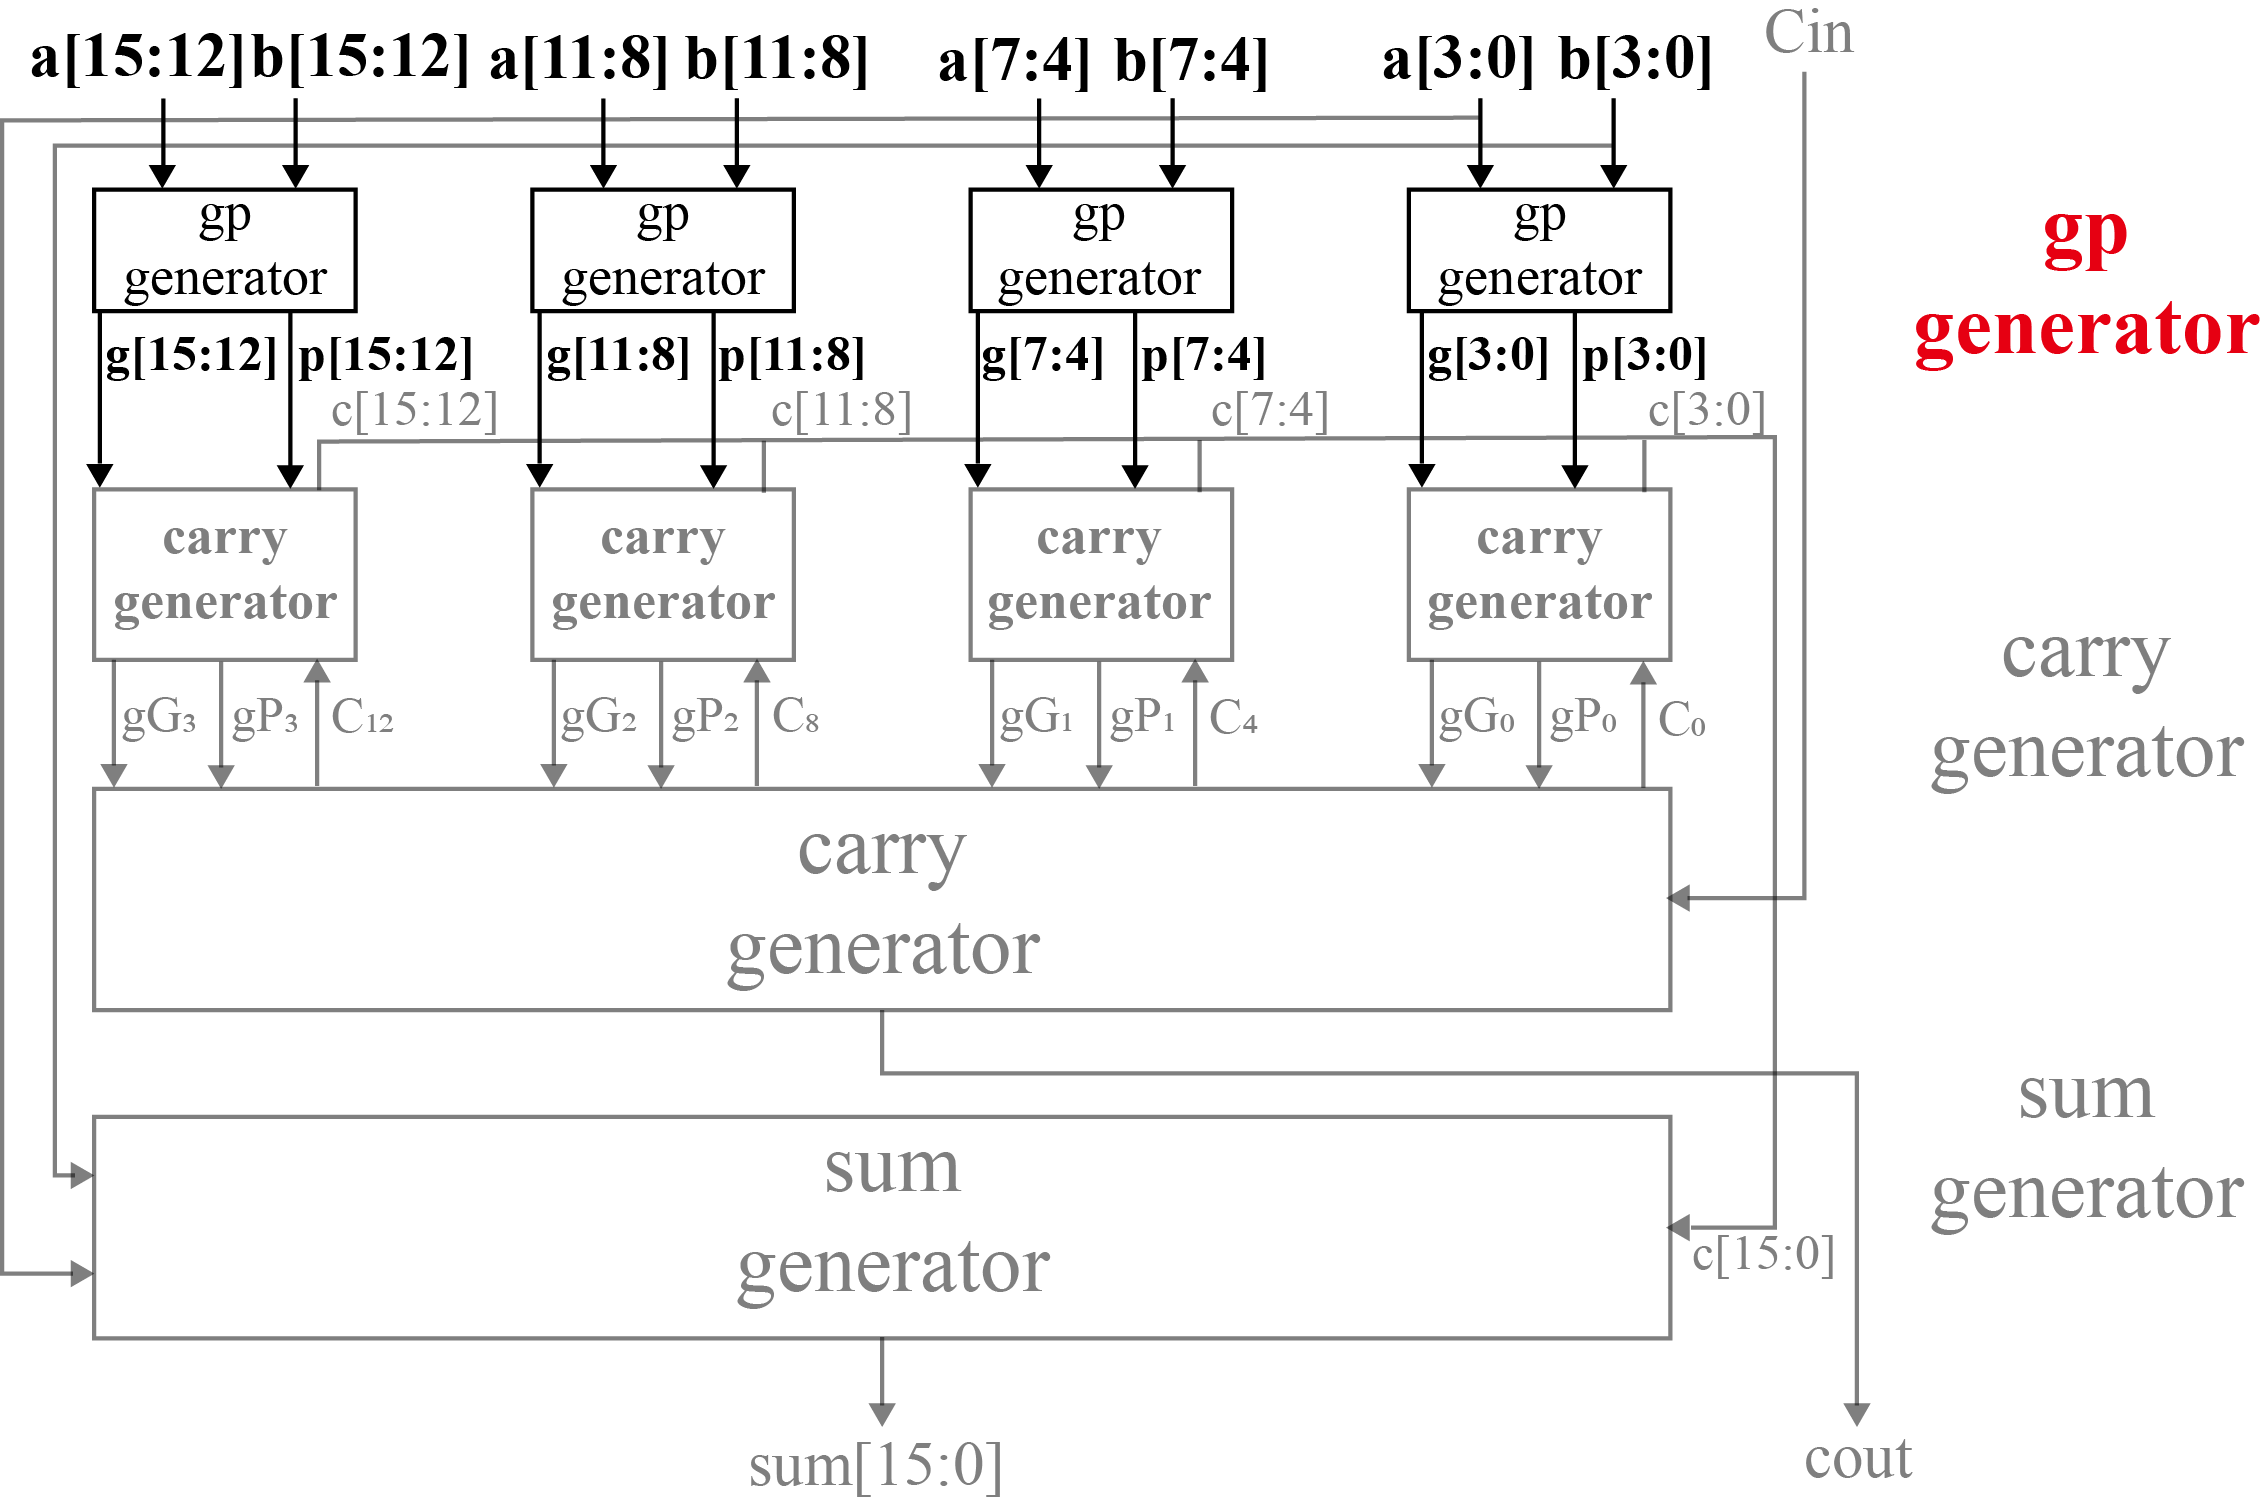 Cin
a[15:12] b[15:12] a[11:8] b[11:8] a[7:4] b[7:4] a[3:0] b[3:0]
gp
generator
gp
generator
gp
generator
gp
generator
gp
generator
g[15:12] p[15:12] g[11:8] p[11:8] g[7:4] p[7:4] g[3:0] p[3:0]
c[15:12] c[11:8] c[7:4] c[3:0]
carry
generator
carry
generator
carry
generator
carry
generator
carry
generator
gG₃ gP₃ C₁₂ gG₂ gP₂ C₈ gG₁ gP₁ C₄ gG₀ gP₀ C₀
carry
generator
sum
generator
sum
generator
c[15:0]
sum[15:0]
cout